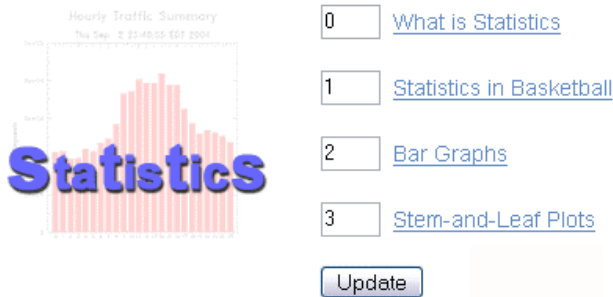 Hourly Traffic Summary
Statistics
0 What is Statistics
1 Statistics in Basketball
2 Bar Graphs
3 Stem-and-Leaf Plots
Update